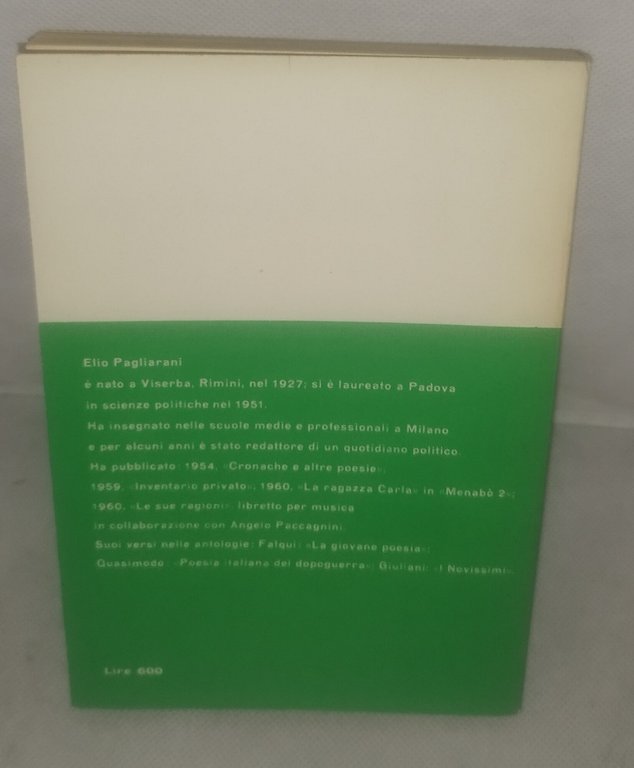 Elio Pagliarani
è nato a Viserba, Rimini, nel 1927; si è laureato a Padova
in scienze politiche nel 1951.
Ha insegnato nelle scuole medie e professionali a Milano
e per alcuni anni è stato redattore di un quotidiano politico.
Ha pubblicato: 1954, «Cronache e altre poesie»;
1959, «Inventario privato»; 1960, «La ragazza Carla» in «Menabò 2»;
1960, «Le sue ragioni» libretto per musica
in collaborazione con Angelo Paccagnini.
Suoi versi nelle antologie: Falqui: «La giovane poesia»;
Quasimodo: «Poesia italiana del dopoguerra»; Giuliani: «I Novissimi».
Lire 600